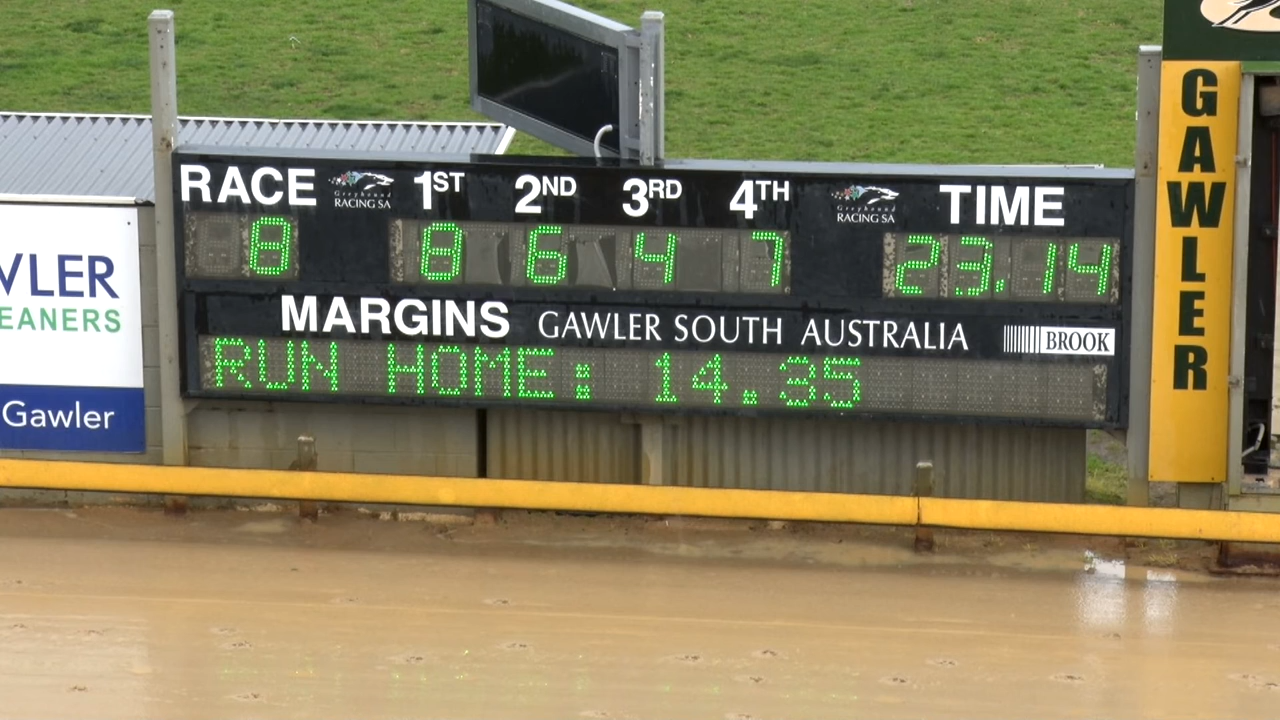 RACE Greyhound RACING SA 1ST 2ND 3RD 4TH Greyhound RACING SA TIME
8 8 6 4 7 23.14
MARGINS GAWLER SOUTH AUSTRALIA BROOK
RUN HOME: 14.35
WLER
EANERS
Gawler
GAWLER